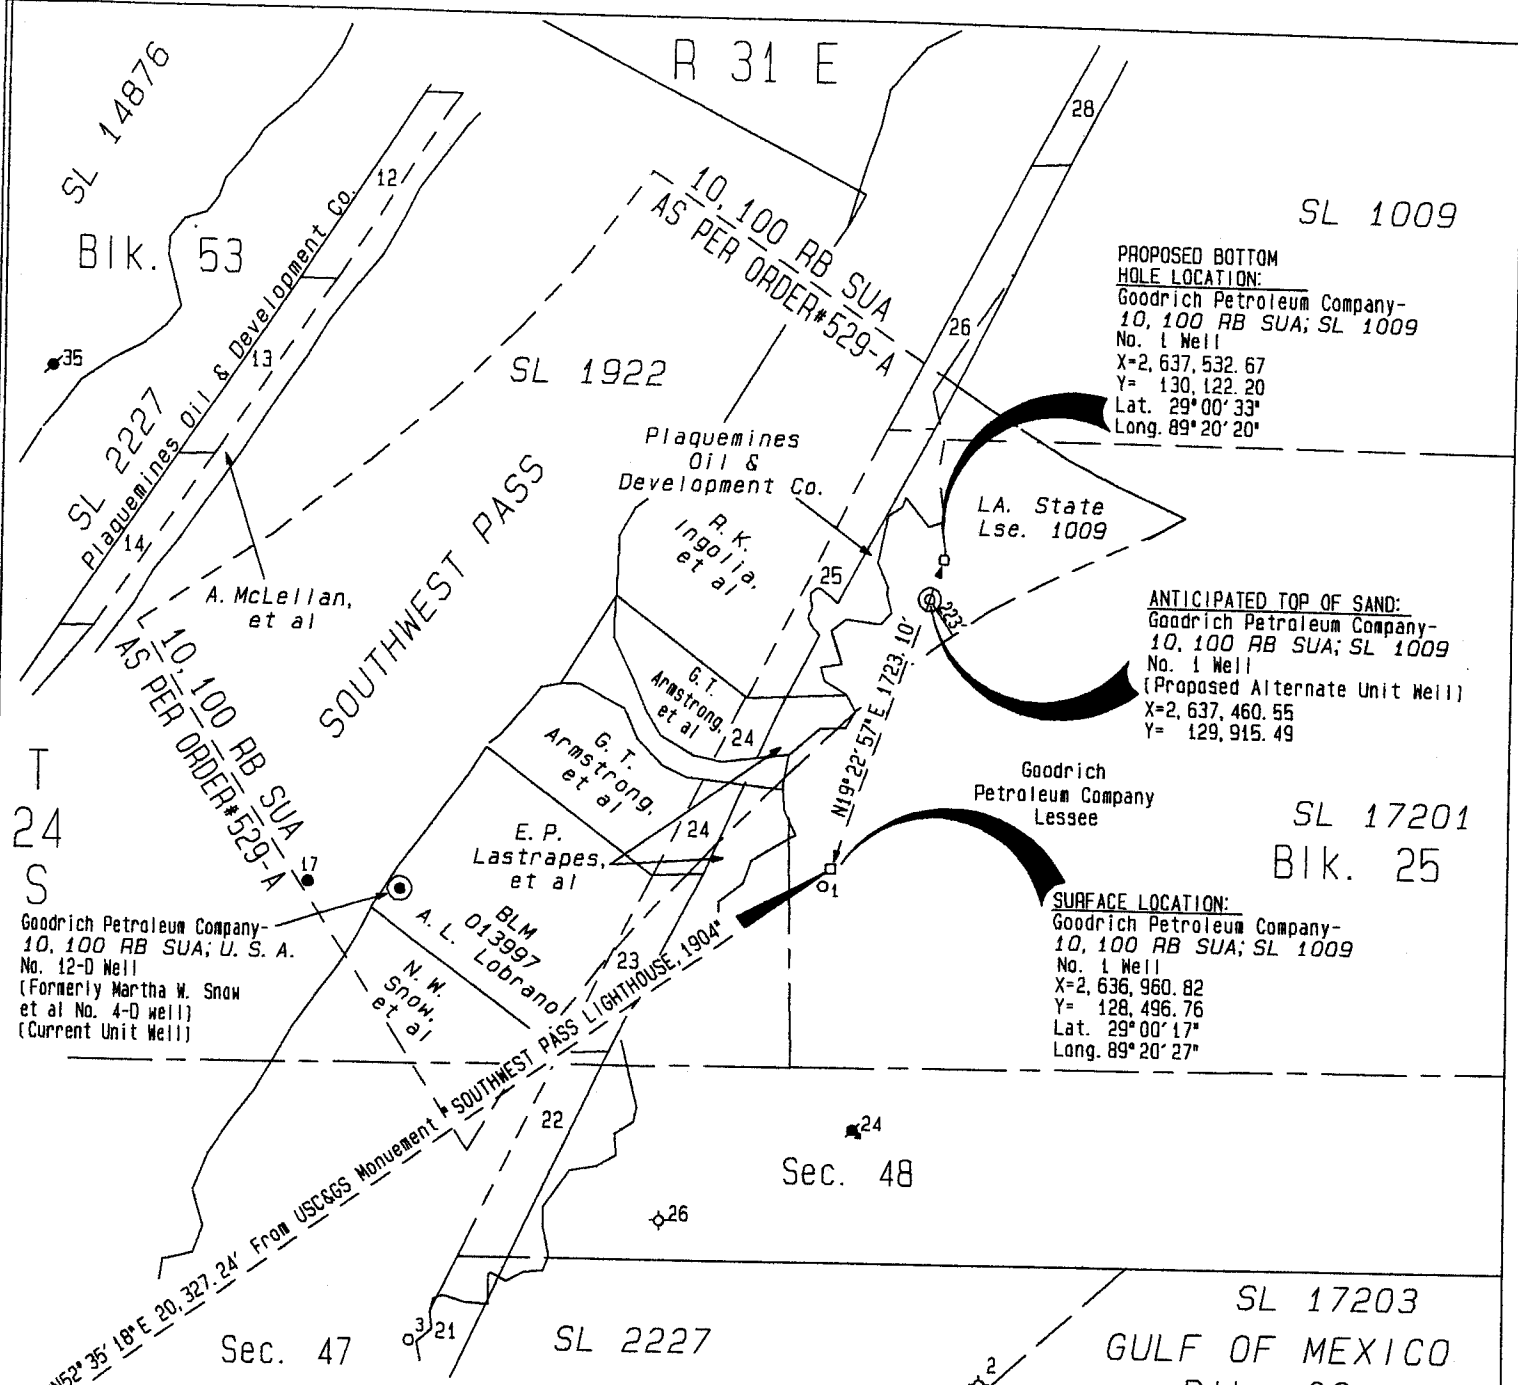 R 31 E
SL 14876
Blk. 53
12
28
10,100 RB SUA
AS PER ORDER#529-A
SL 1009
PROPOSED BOTTOM
HOLE LOCATION:
Goodrich Petroleum Company-
10,100 RB SUA; SL 1009
No. 1 Well
X=2,637,532.67
Y= 130,122.20
Lat. 29°00'33"
Long. 89°20'20"
Plaquemines Oil & Development Co.
35
13
26
SL 1922
SL 2227
14
Plaquemines
Oil &
Development Co.
R. K.
Ingolia,
et al
LA. State
Lse. 1009
SOUTHWEST PASS
A. McLellan,
et al
25
223'
ANTICIPATED TOP OF SAND:
Goodrich Petroleum Company-
10,100 RB SUA; SL 1009
No. 1 Well
(Proposed Alternate Unit Well)
X=2,637,460.55
Y= 129,915.49
10,100 RB SUA
AS PER ORDER#529-A
G. T.
Armstrong,
et al
24
N19°22'57"E 1723.10'
G. T.
Armstrong,
et al
T
24
S
Goodrich
Petroleum Company
Lessee
SL 17201
Blk. 25
E. P.
Lastrapes,
et al
24
17
1
SURFACE LOCATION:
Goodrich Petroleum Company-
10,100 RB SUA; SL 1009
No. 1 Well
X=2,636,960.82
Y= 128,496.76
Lat. 29°00'17"
Long. 89°20'27"
Goodrich Petroleum Company-
10,100 RB SUA; U. S. A.
No. 12-D Well
(Formerly Martha W. Snow
et al No. 4-D well)
(Current Unit Well)
BLM
013997
A. L. Lobrano
N. W.
Snow,
et al
23
22
N52°35'18"E 20,327.24' From USC&GS Monuement "SOUTHWEST PASS LIGHTHOUSE, 1904"
24
Sec. 48
26
3
21
Sec. 47
SL 2227
2
SL 17203
GULF OF MEXICO